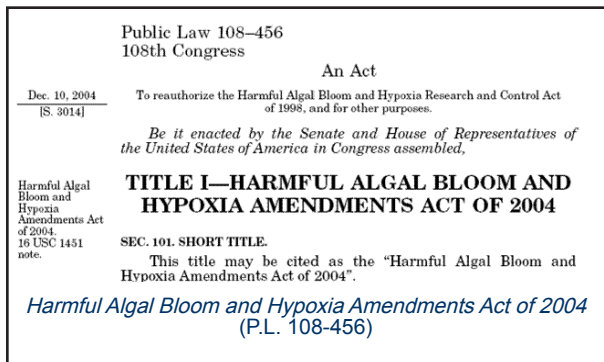 Public Law 108–456
108th Congress
An Act
Dec. 10, 2004
[S. 3014]
To reauthorize the Harmful Algal Bloom and Hypoxia Research and Control Act
of 1998, and for other purposes.
Be it enacted by the Senate and House of Representatives of
the United States of America in Congress assembled,
Harmful Algal
Bloom and
Hypoxia
Amendments Act
of 2004.
16 USC 1451
note.
TITLE I—HARMFUL ALGAL BLOOM AND
HYPOXIA AMENDMENTS ACT OF 2004
SEC. 101. SHORT TITLE.
This title may be cited as the “Harmful Algal Bloom and
Hypoxia Amendments Act of 2004”.
Harmful Algal Bloom and Hypoxia Amendments Act of 2004
(P.L. 108-456)